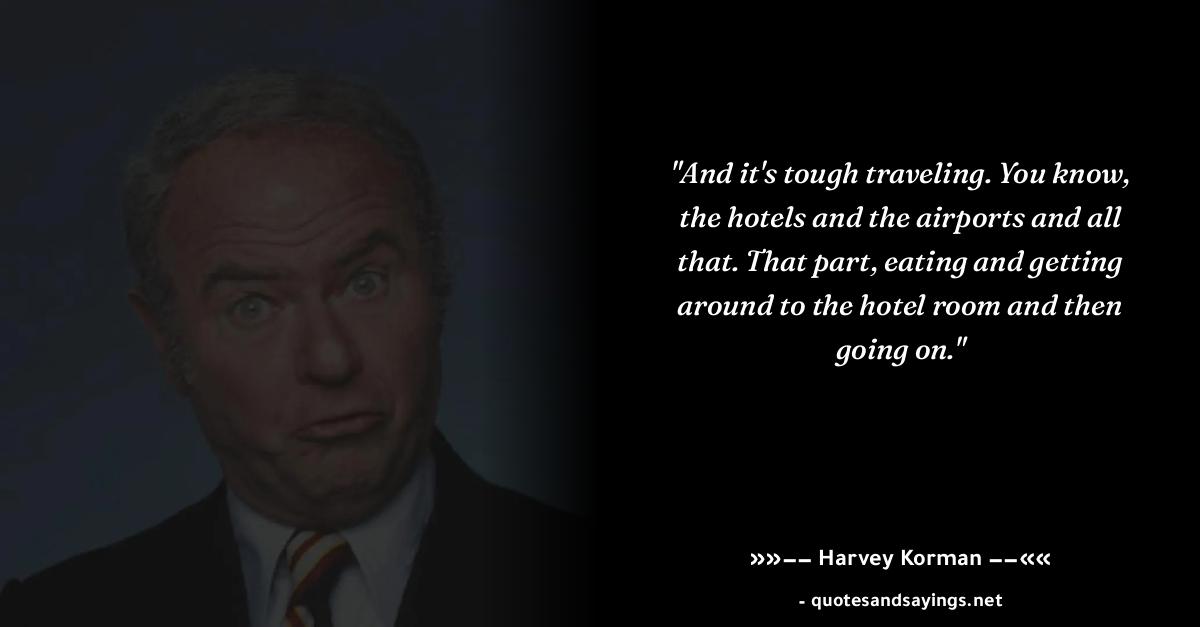 "And it's tough traveling. You know,
the hotels and the airports and all
that. That part, eating and getting
around to the hotel room and then
going on."
»»–– Harvey Korman ––««
- quotesandsayings.net